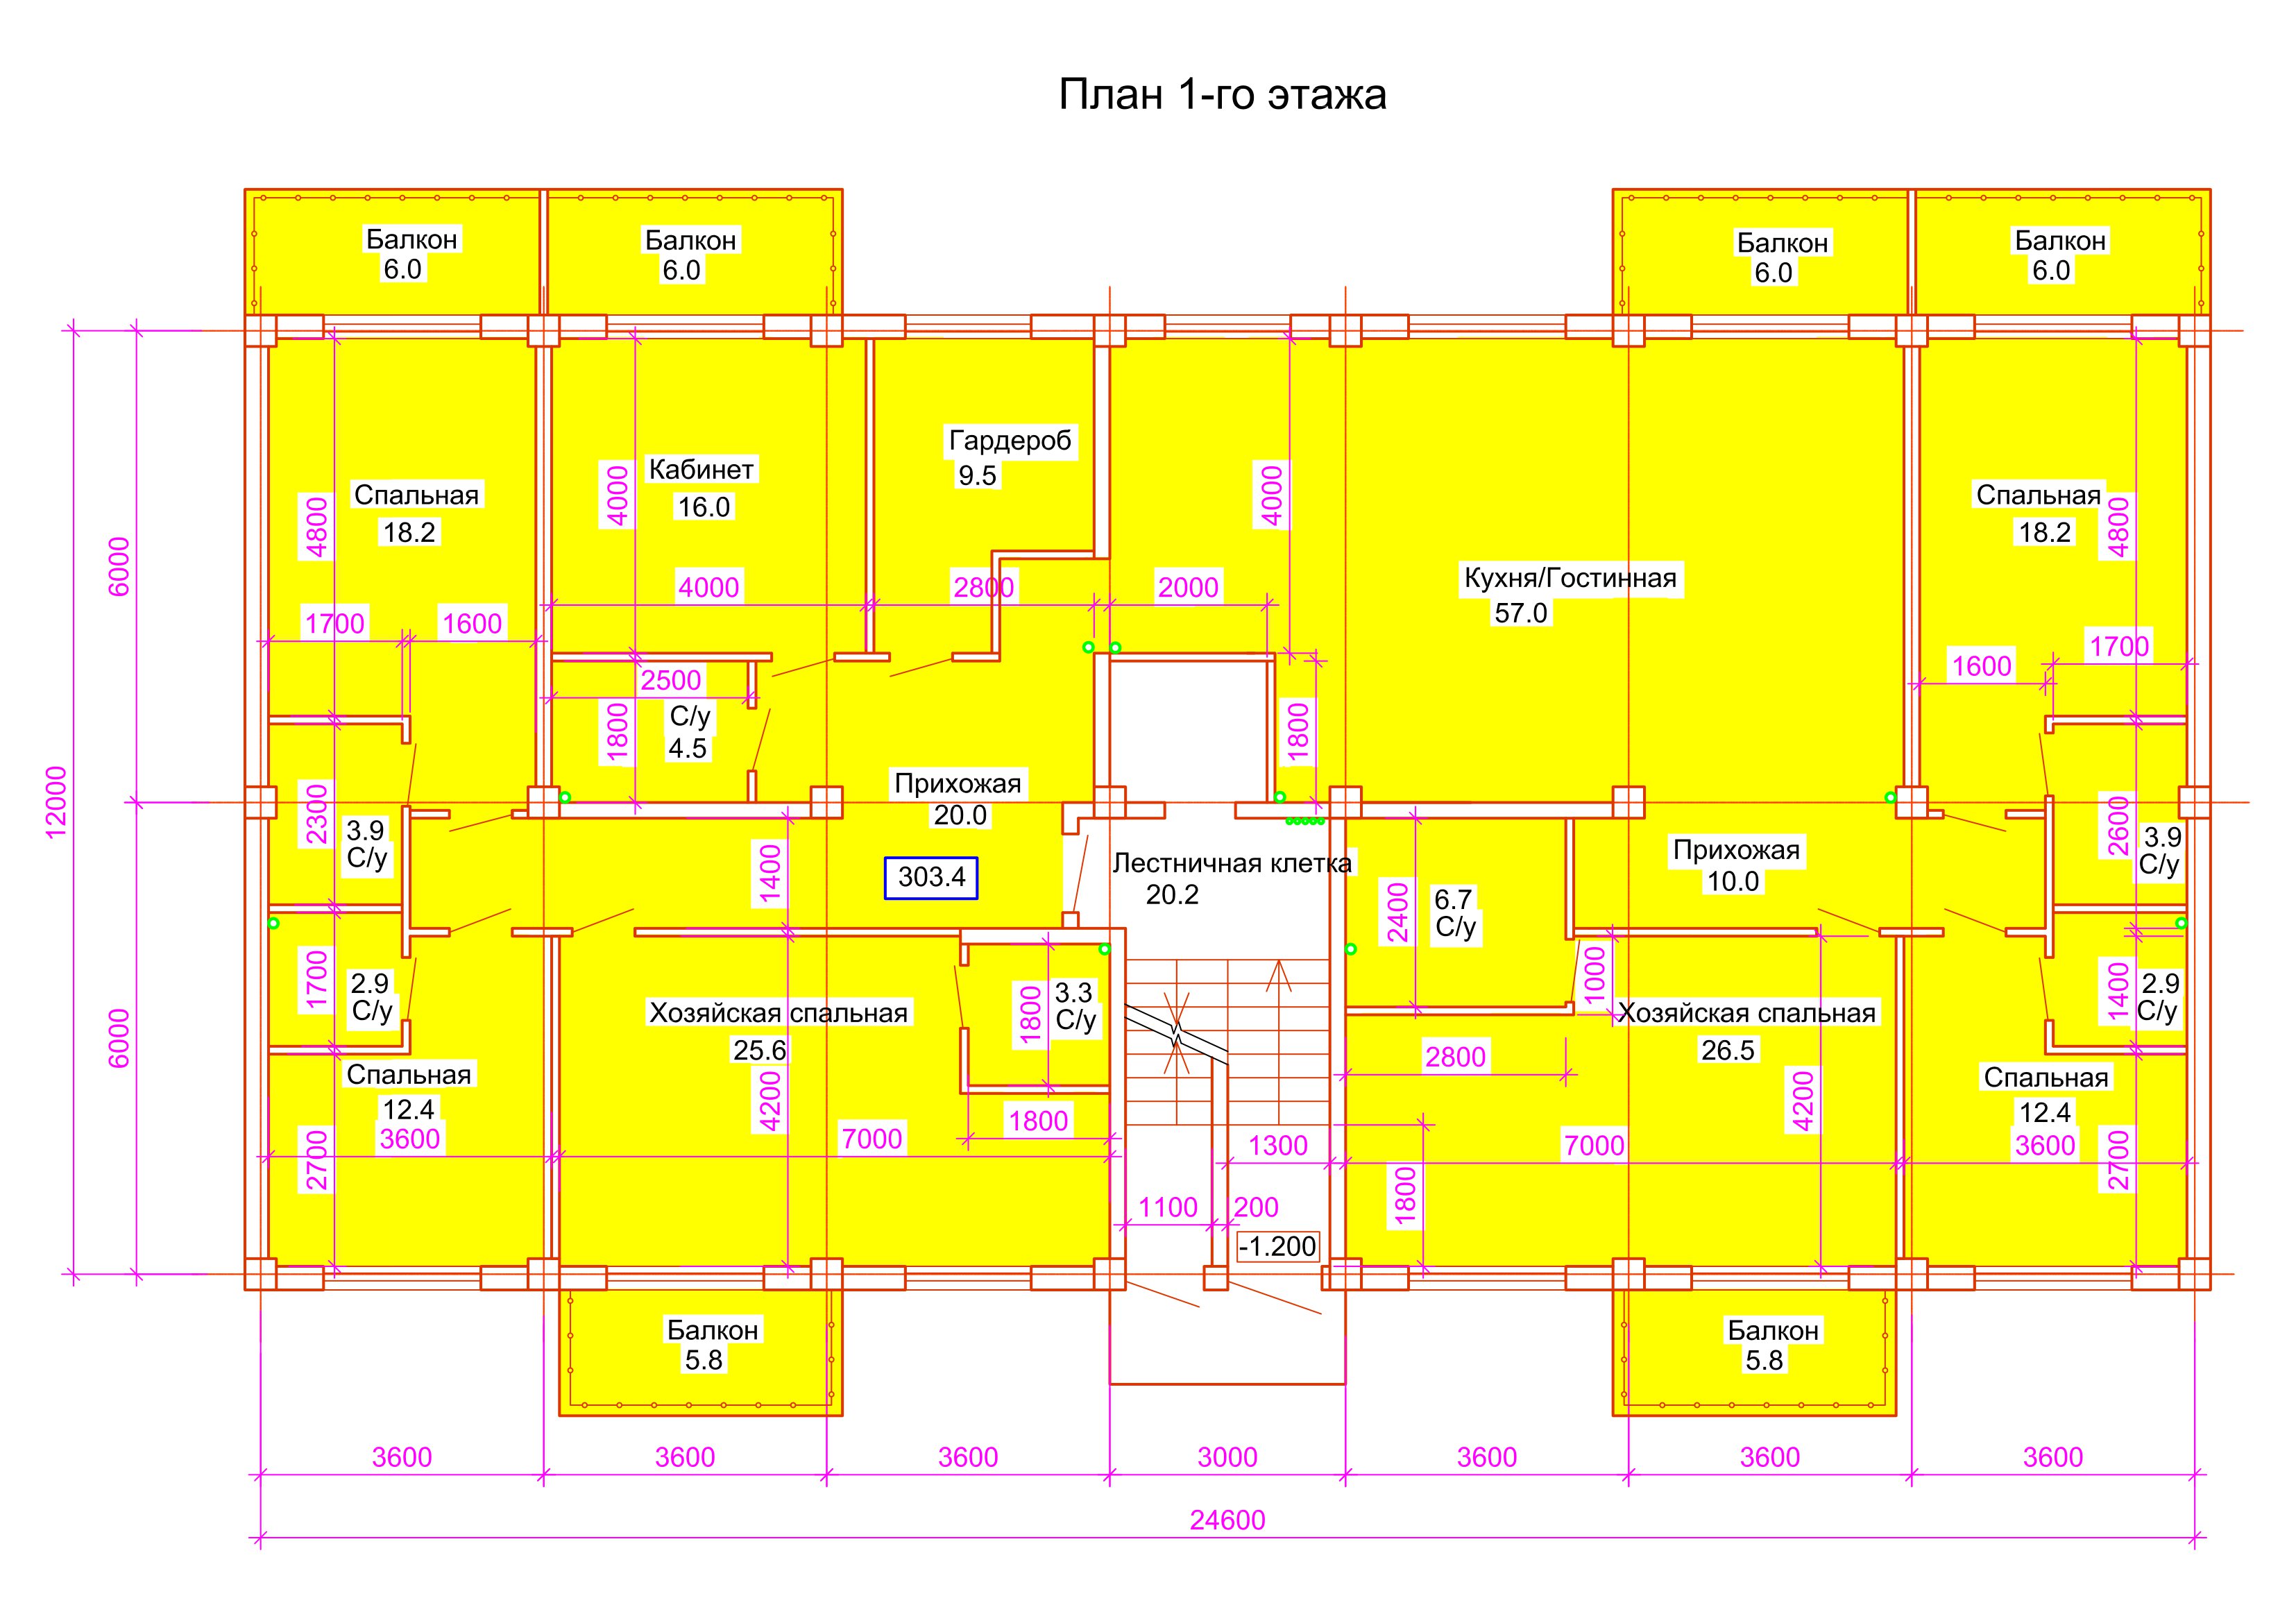 План 1-го этажа
Балкон
6.0
Балкон
6.0
Балкон
6.0
Балкон
6.0
Гардероб
9.5
Кабинет
16.0
Спальная
18.2
Спальная
18.2
Кухня/Гостинная
57.0
4800
4000
4000
4800
6000
4000
2800
2000
1700
1600
1700
1600
2500
С/у
4.5
1800
1800
Прихожая
20.0
12000
2300
3.9
С/у
303.4
1400
Лестничная клетка
20.2
Прихожая
10.0
2600
3.9
С/у
2400
6.7
С/у
1700
2.9
С/у
Хозяйская спальная
25.6
1800
3.3
С/у
1000
Хозяйская спальная
26.5
1400
2.9
С/у
6000
Спальная
12.4
3600
2700
4200
7000
1800
2800
1300
7000
4200
1800
Спальная
12.4
3600
2700
1100
200
-1.200
Балкон
5.8
Балкон
5.8
3600
3600
3600
3000
3600
3600
3600
24600